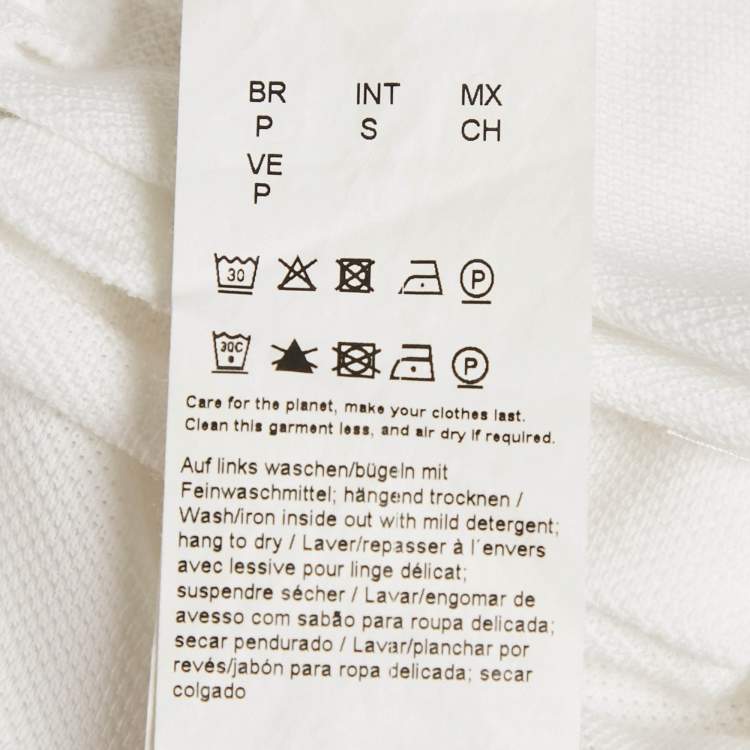 BR INT MX
P S CH
VE
P
30 P
30C P
Care for the planet, make your clothes last.
Clean this garment less, and air dry if required.
Auf links waschen/bügeln mit
Feinwaschmittel; hängend trocknen /
Wash/iron inside out with mild detergent;
hang to dry / Laver/repasser à l´envers
avec lessive pour linge délicat;
suspendre sécher / Lavar/engomar de
avesso com sabão para roupa delicada;
secar pendurado / Lavar/planchar por
revés/jabón para ropa delicada; secar
colgado